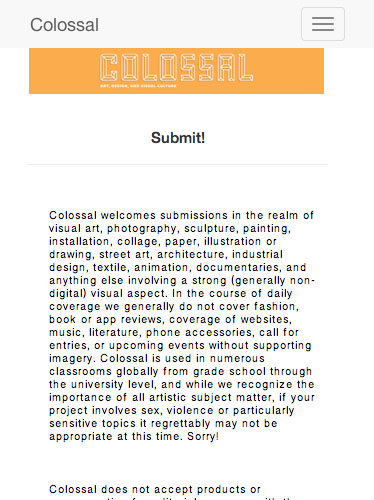 Colossal
COLOSSAL
ART, DESIGN, AND VISUAL CULTURE
Submit!
Colossal welcomes submissions in the realm of
visual art, photography, sculpture, painting,
installation, collage, paper, illustration or
drawing, street art, architecture, industrial
design, textile, animation, documentaries, and
anything else involving a strong (generally non-
digital) visual aspect. In the course of daily
coverage we generally do not cover fashion,
book or app reviews, coverage of websites,
music, literature, phone accessories, call for
entries, or upcoming events without supporting
imagery. Colossal is used in numerous
classrooms globally from grade school through
the university level, and while we recognize the
importance of all artistic subject matter, if your
project involves sex, violence or particularly
sensitive topics it regrettably may not be
appropriate at this time. Sorry!
Colossal does not accept products or